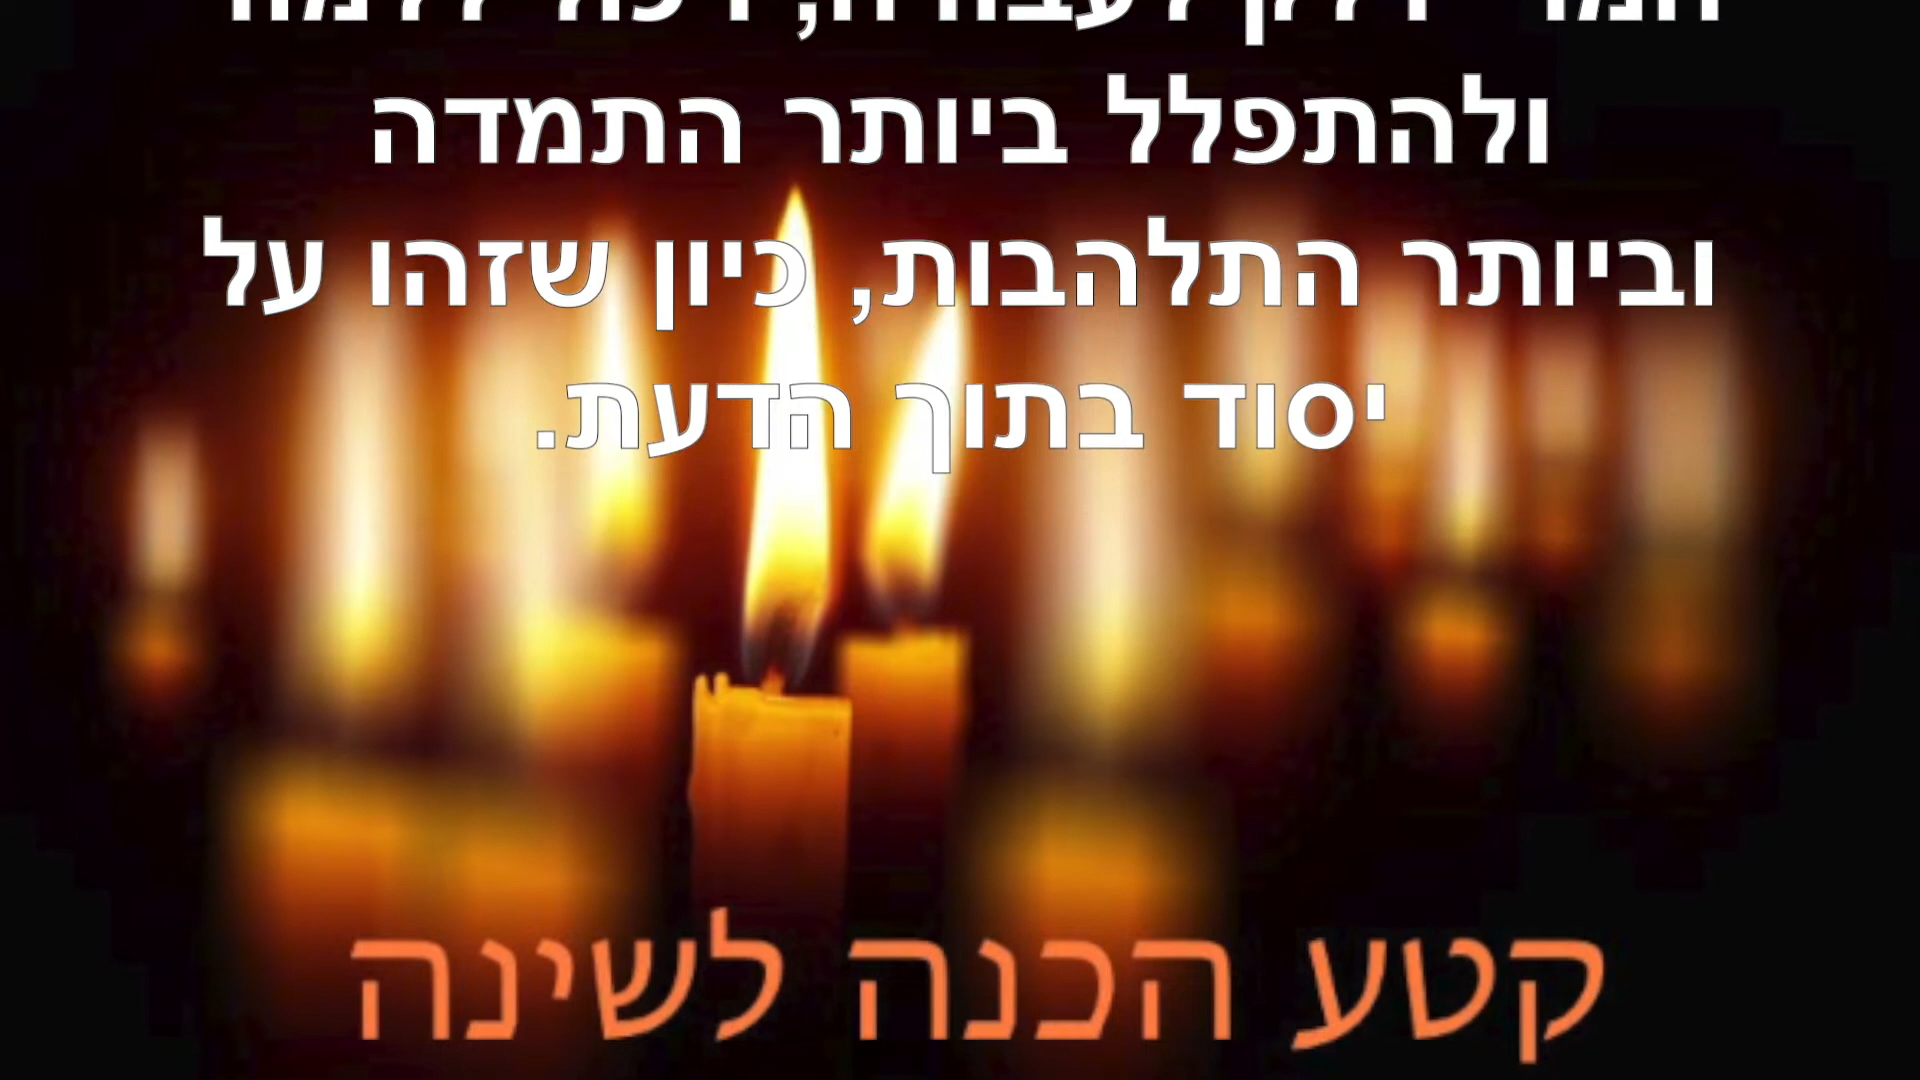 ולהתפלל ביותר התמדה
וביותר התלהבות, כיון שזהו על
יסוד בתוך הדעת.
קטע הכנה לשינה